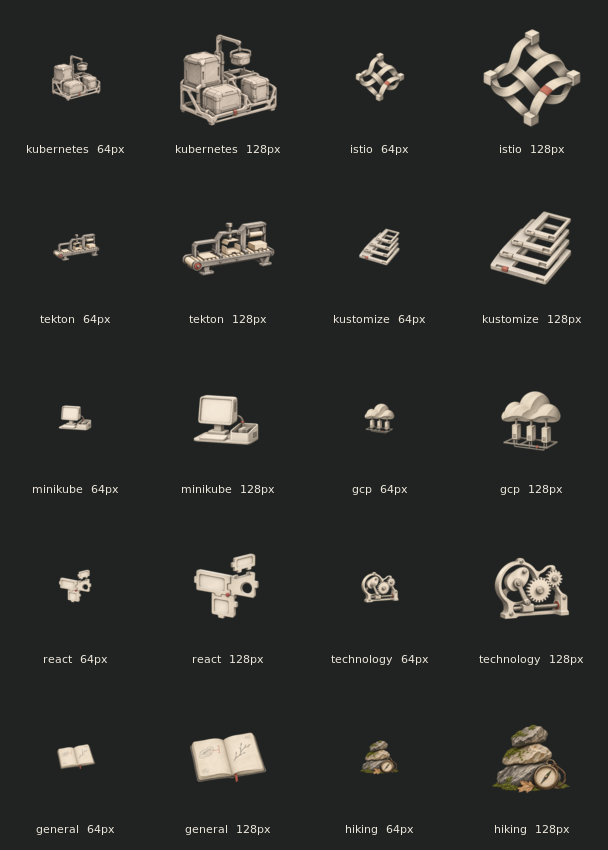 kubernetes 64px kubernetes 128px istio 64px istio 128px
tekton 64px tekton 128px kustomize 64px kustomize 128px
minikube 64px minikube 128px gcp 64px gcp 128px
react 64px react 128px technology 64px technology 128px
general 64px general 128px hiking 64px hiking 128px